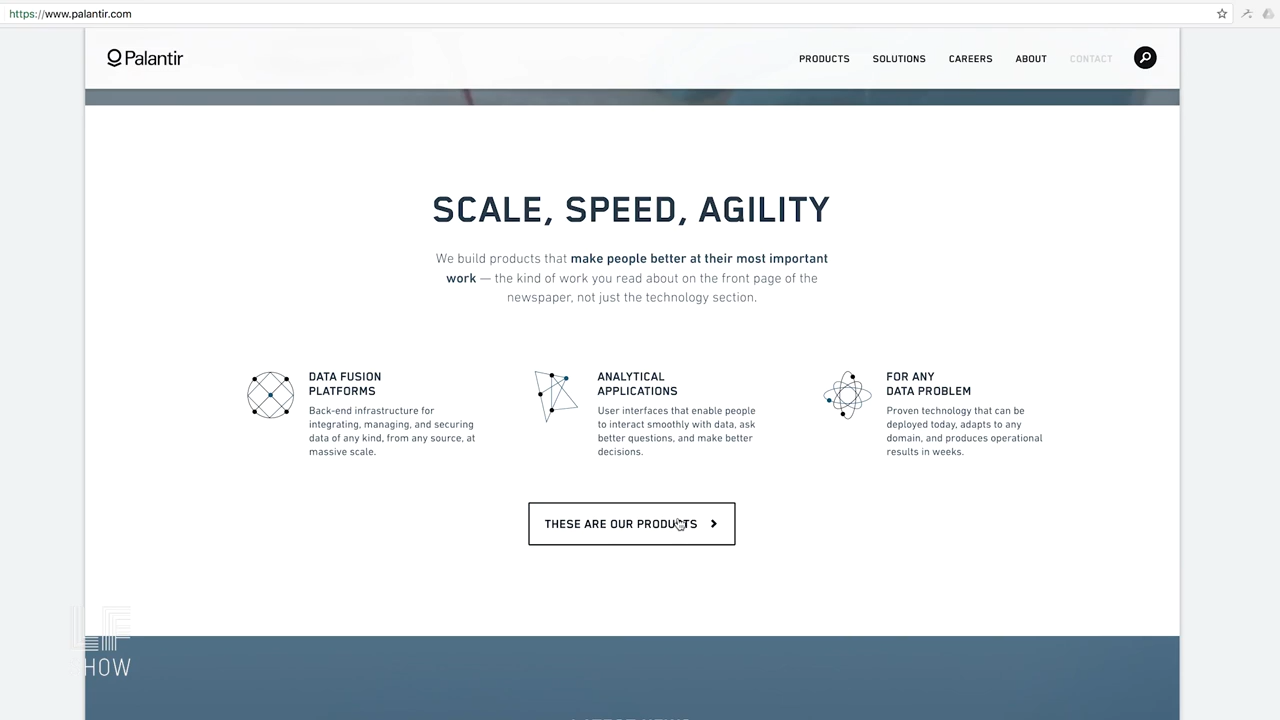 https://www.palantir.com
Palantir
PRODUCTS SOLUTIONS CAREERS ABOUT CONTACT
SCALE, SPEED, AGILITY
We build products that make people better at their most important
work — the kind of work you read about on the front page of the
newspaper, not just the technology section.
DATA FUSION
PLATFORMS
Back-end infrastructure for
integrating, managing, and securing
data of any kind, from any source, at
massive scale.
ANALYTICAL
APPLICATIONS
User interfaces that enable people
to interact smoothly with data, ask
better questions, and make better
decisions.
FOR ANY
DATA PROBLEM
Proven technology that can be
deployed today, adapts to any
domain, and produces operational
results in weeks.
THESE ARE OUR PRODUCTS
LF
HOW